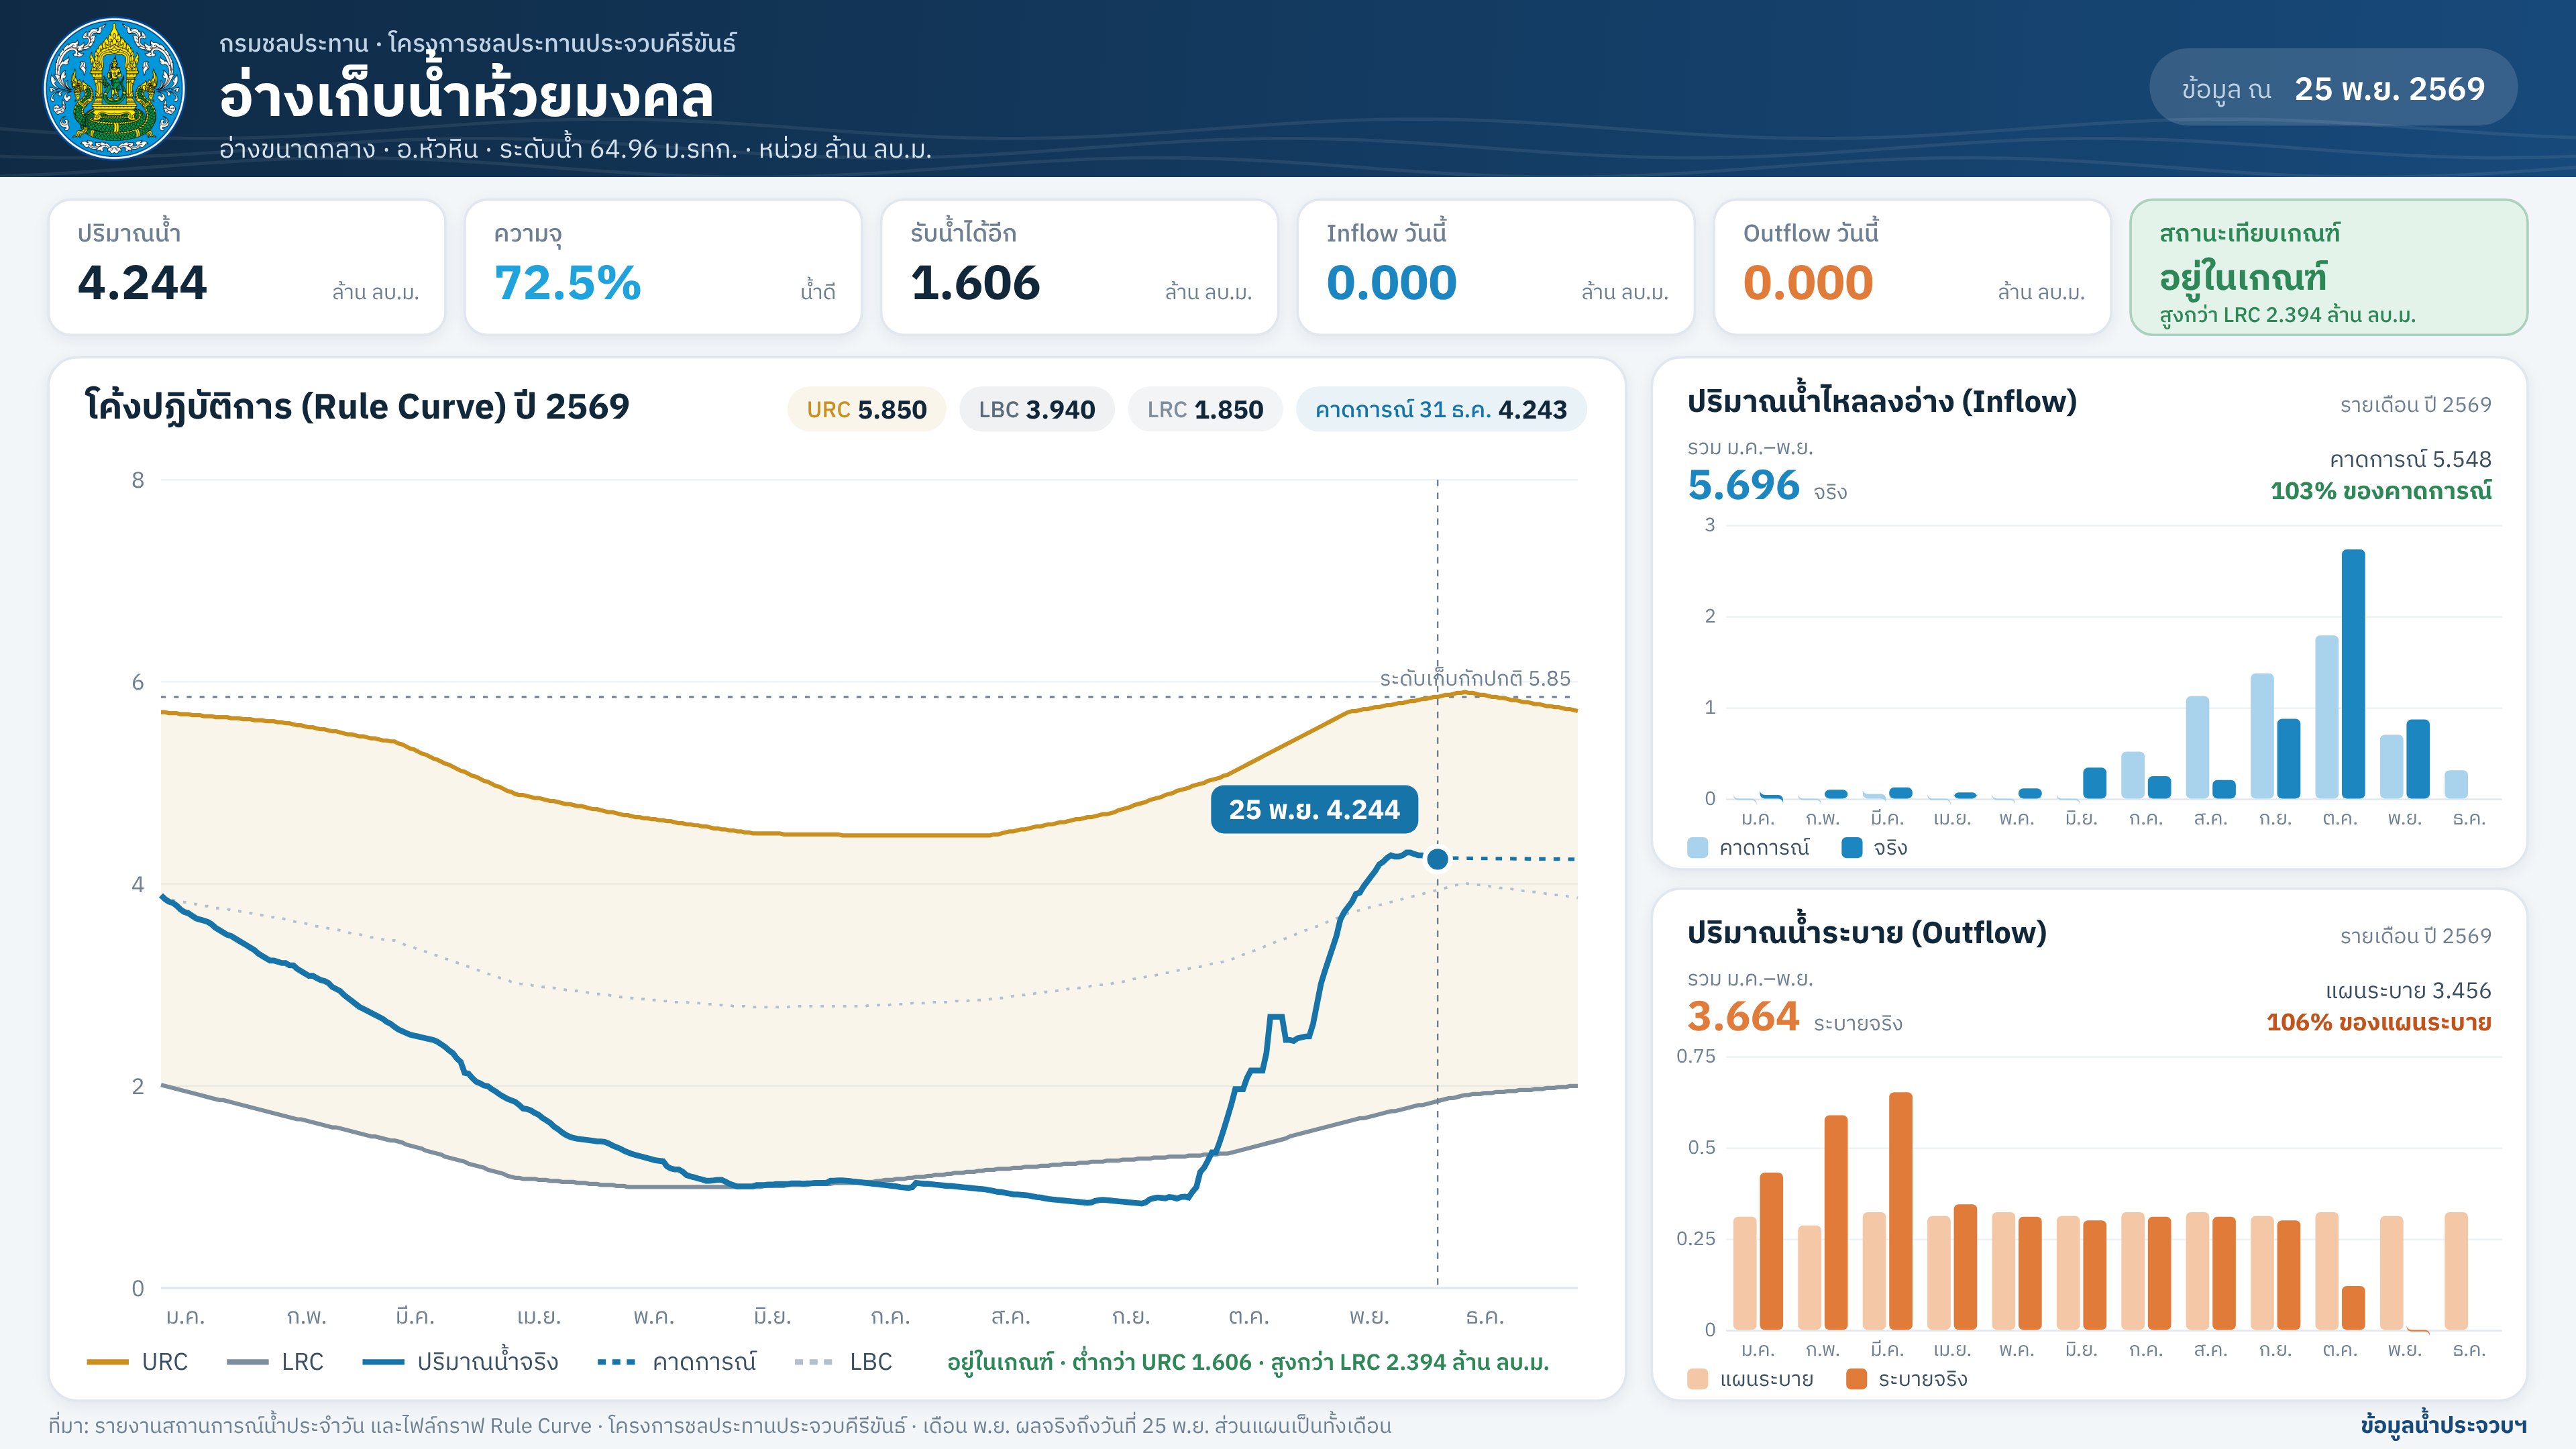 กรมชลประทาน · โครงการชลประทานประจวบคีรีขันธ์
อ่างเก็บน้ำห้วยมงคล
อ่างขนาดกลาง · อ.หัวหิน · ระดับน้ำ 64.96 ม.รทก. · หน่วย ล้าน ลบ.ม.
ข้อมูล ณ 25 พ.ย. 2569
ปริมาณน้ำ
4.244 ล้าน ลบ.ม.
ความจุ
72.5% น้ำดี
รับน้ำได้อีก
1.606 ล้าน ลบ.ม.
Inflow วันนี้
0.000 ล้าน ลบ.ม.
Outflow วันนี้
0.000 ล้าน ลบ.ม.
สถานะเทียบเกณฑ์
อยู่ในเกณฑ์
สูงกว่า LRC 2.394 ล้าน ลบ.ม.
โค้งปฏิบัติการ (Rule Curve) ปี 2569
URC 5.850 LBC 3.940 LRC 1.850 คาดการณ์ 31 ธ.ค. 4.243
8
6
4
2
0
ระดับเก็บกักปกติ 5.85
25 พ.ย. 4.244
ม.ค. ก.พ. มี.ค. เม.ย. พ.ค. มิ.ย. ก.ค. ส.ค. ก.ย. ต.ค. พ.ย. ธ.ค.
URC LRC ปริมาณน้ำจริง คาดการณ์ LBC อยู่ในเกณฑ์ · ต่ำกว่า URC 1.606 · สูงกว่า LRC 2.394 ล้าน ลบ.ม.
ปริมาณน้ำไหลลงอ่าง (Inflow) รายเดือน ปี 2569
รวม ม.ค.–พ.ย.
5.696 จริง
คาดการณ์ 5.548
103% ของคาดการณ์
3
2
1
0
ม.ค. ก.พ. มี.ค. เม.ย. พ.ค. มิ.ย. ก.ค. ส.ค. ก.ย. ต.ค. พ.ย. ธ.ค.
คาดการณ์ จริง
ปริมาณน้ำระบาย (Outflow) รายเดือน ปี 2569
รวม ม.ค.–พ.ย.
3.664 ระบายจริง
แผนระบาย 3.456
106% ของแผนระบาย
0.75
0.5
0.25
0
ม.ค. ก.พ. มี.ค. เม.ย. พ.ค. มิ.ย. ก.ค. ส.ค. ก.ย. ต.ค. พ.ย. ธ.ค.
แผนระบาย ระบายจริง
ที่มา: รายงานสถานการณ์น้ำประจำวัน และไฟล์กราฟ Rule Curve · โครงการชลประทานประจวบคีรีขันธ์ · เดือน พ.ย. ผลจริงถึงวันที่ 25 พ.ย. ส่วนแผนเป็นทั้งเดือน
ข้อมูลน้ำประจวบฯ